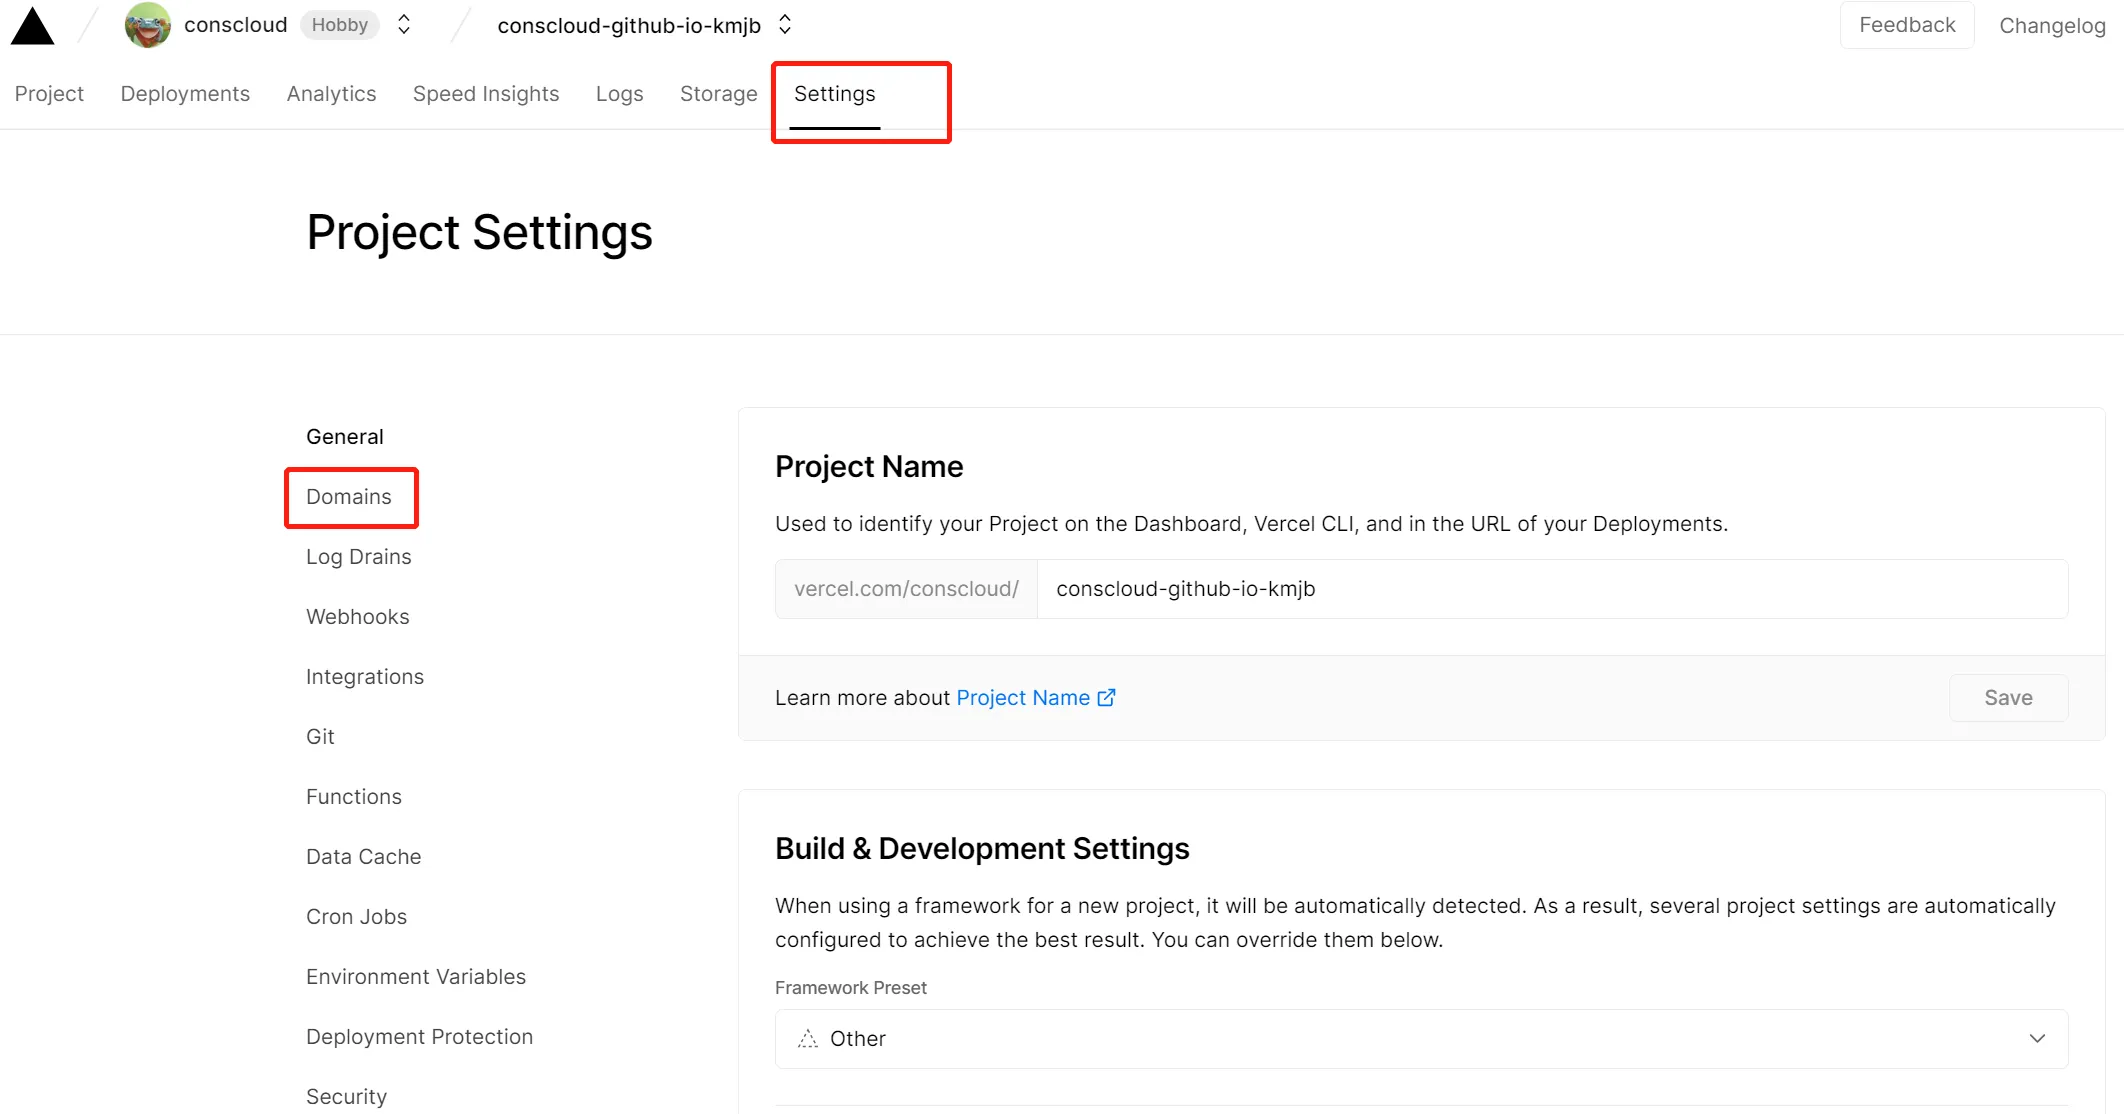 conscloud Hobby conscloud-github-io-kmjb Feedback Changelog
Project Deployments Analytics Speed Insights Logs Storage Settings
Project Settings
General
Domains
Log Drains
Webhooks
Integrations
Git
Functions
Data Cache
Cron Jobs
Environment Variables
Deployment Protection
Security
Project Name
Used to identify your Project on the Dashboard, Vercel CLI, and in the URL of your Deployments.
vercel.com/conscloud/ conscloud-github-io-kmjb
Learn more about Project Name Save
Build & Development Settings
When using a framework for a new project, it will be automatically detected. As a result, several project settings are automatically
configured to achieve the best result. You can override them below.
Framework Preset
Other